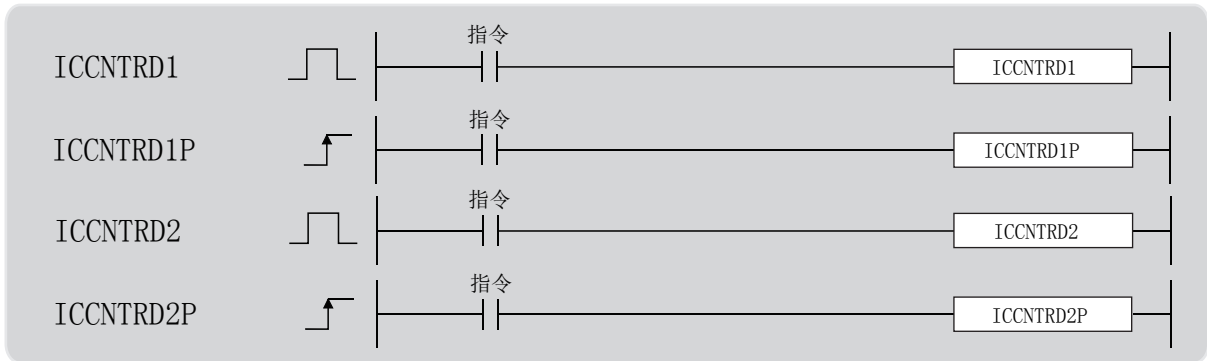 指令
ICCNTRD1 ICCNTRD1
指令
ICCNTRD1P ICCNTRD1P
指令
ICCNTRD2 ICCNTRD2
指令
ICCNTRD2P ICCNTRD2P